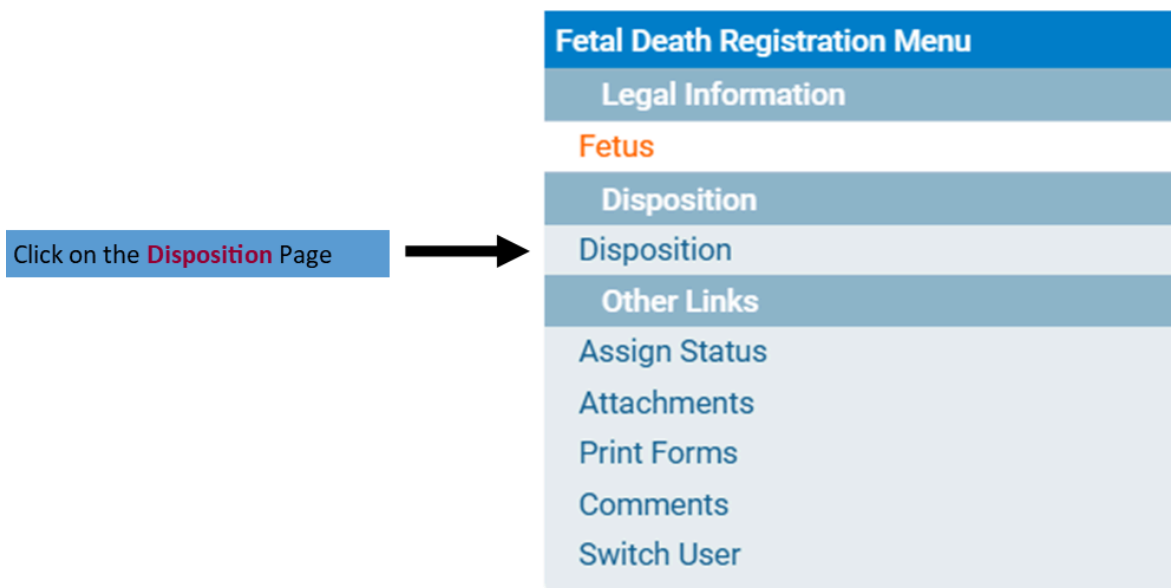 Fetal Death Registration Menu
Legal Information
Fetus
Disposition
Click on the Disposition Page
Disposition
Other Links
Assign Status
Attachments
Print Forms
Comments
Switch User